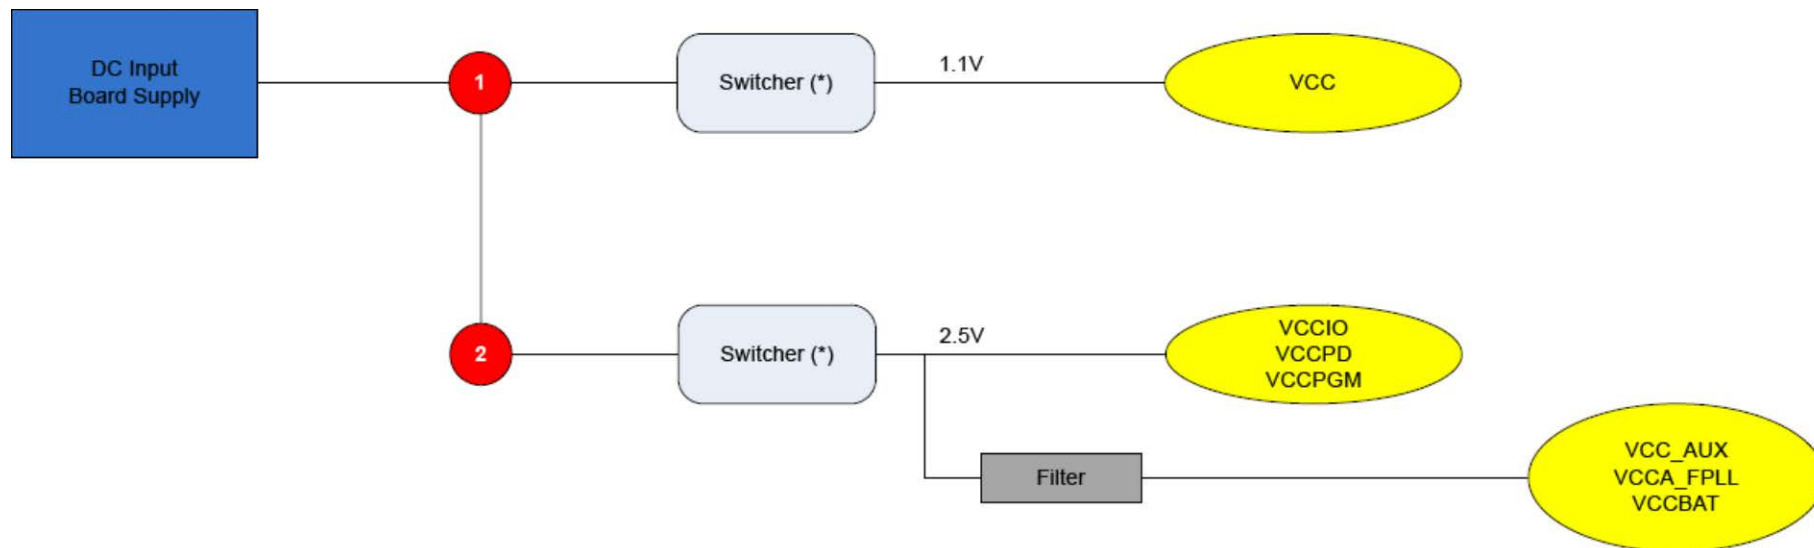 DC Input
Board Supply
1
Switcher (*)
1.1V
VCC
2
Switcher (*)
2.5V
VCCIO
VCCPD
VCCPGM
Filter
VCC_AUX
VCCA_FPLL
VCCBAT